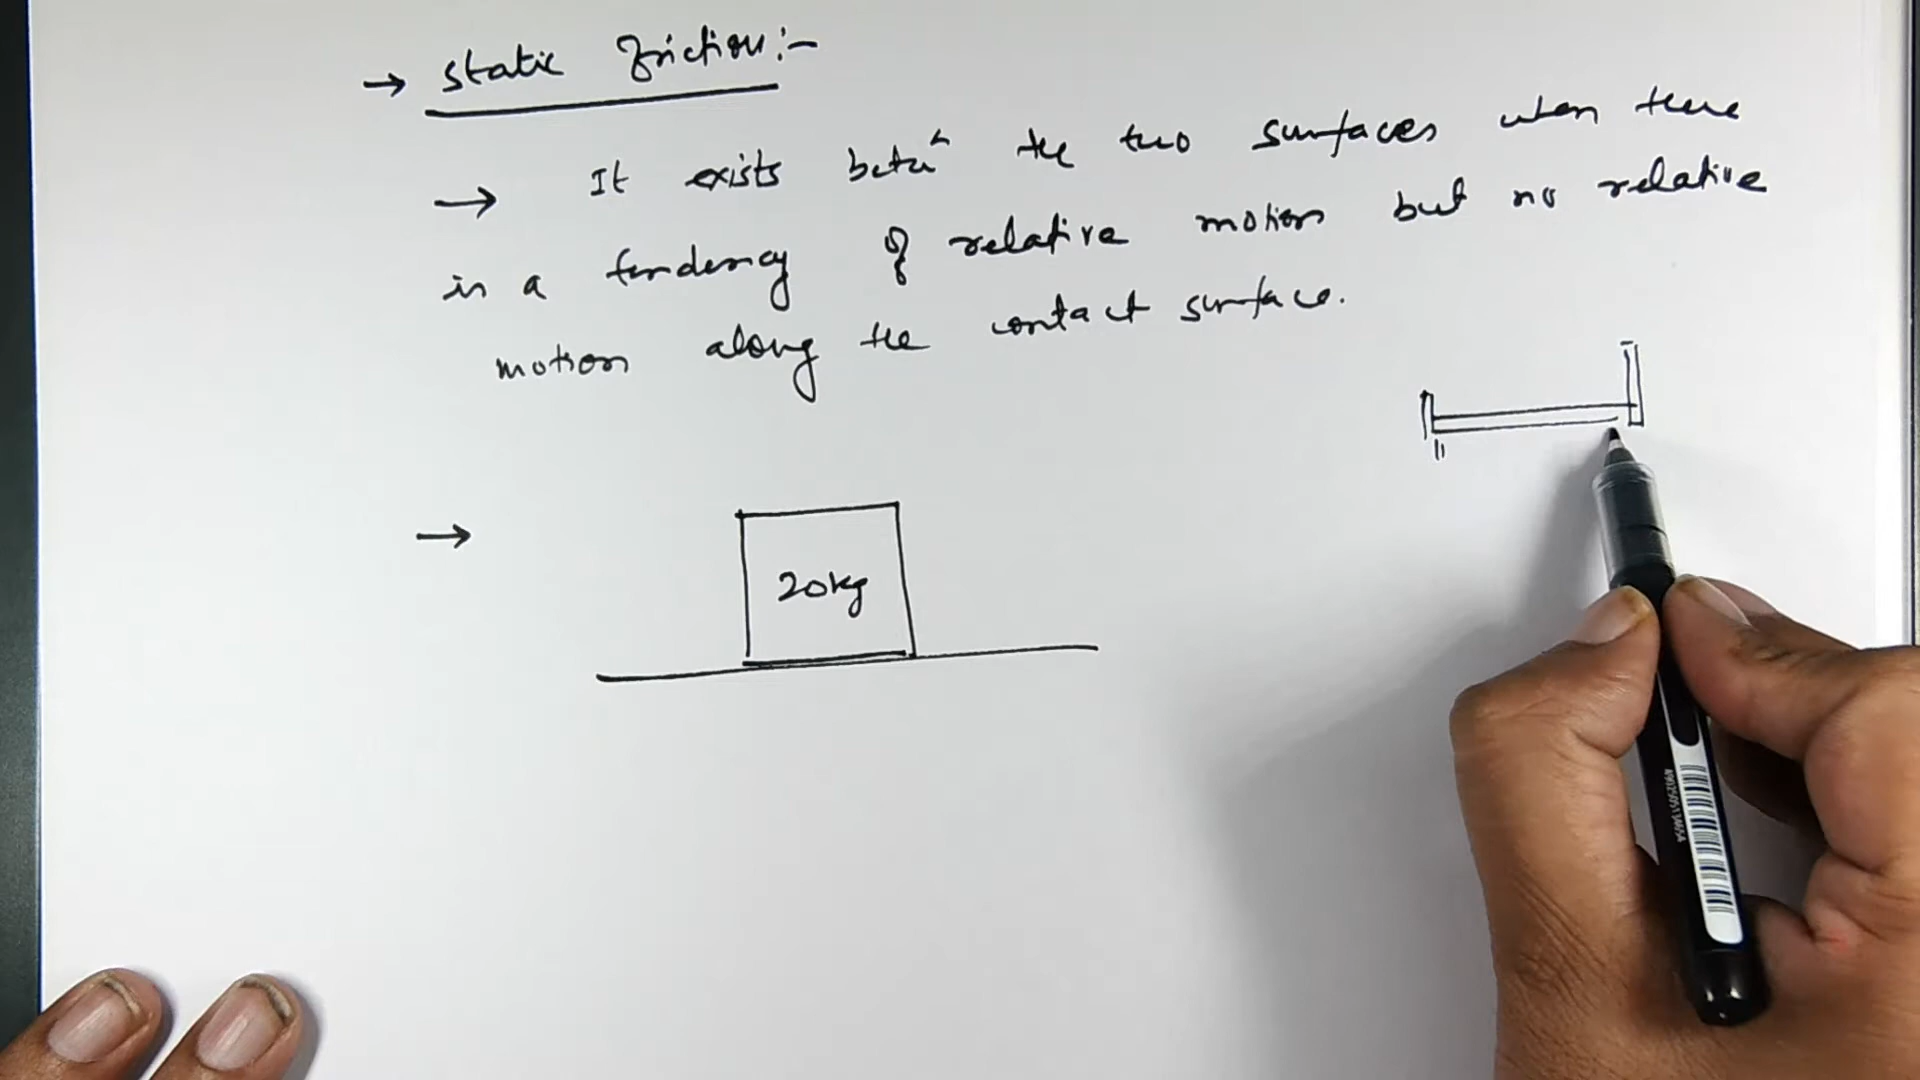 → Static friction:-
→ It exists betwⁿ the two surfaces when there
is a tendency of relative motion but no relative
motion along the contact surface.
→ 20kg